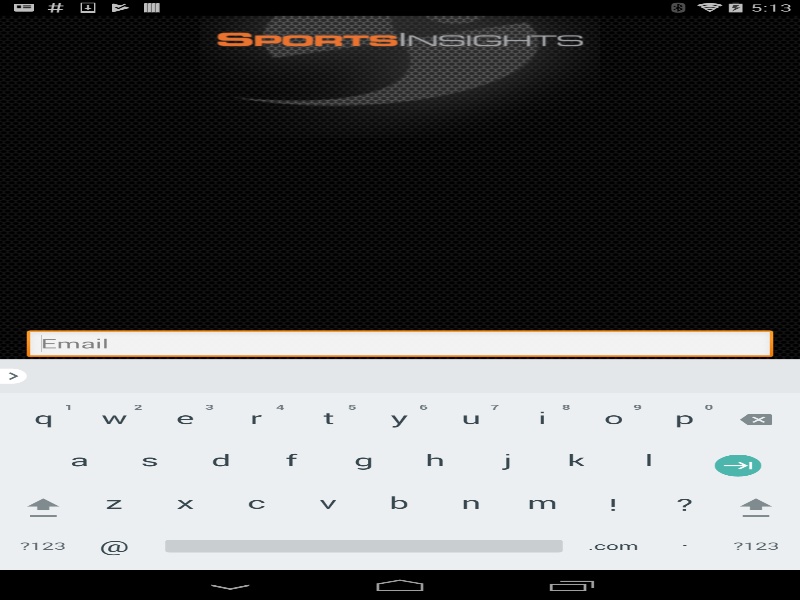 # 5:13
SPORTSINSIGHTS
Email
>
1 2 3 4 5 6 7 8 9 0
q w e r t y u i o p
a s d f g h j k l
z x c v b n m ! ?
?123 @ .com . ?123